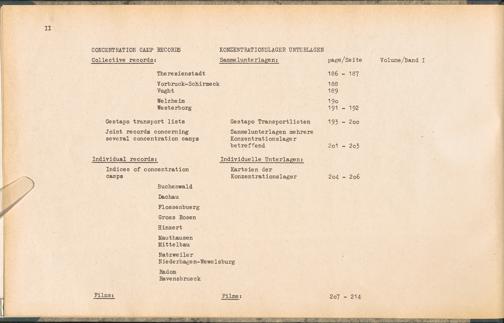 II
CONCENTRATION CAMP RECORDS KONZENTRATIONSLAGER UNTERLAGEN
Collective records: Sammelunterlagen: page/Seite Volume/Band I
Theresienstadt 186 - 187
Vorbruck-Schirmeck 188
Vught 189
Welzheim 190
Westerborg 191 - 192
Gestapo transport lists Gestapo Transportlisten 193 - 200
Joint records concerning Sammelunterlagen mehrere
several concentration camps Konzentrationslager
betreffend 201 - 203
Individual records: Individuelle Unterlagen:
Indices of concentration Karteien der
camps Konzentrationslager 204 - 206
Buchenwald
Dachau
Flossenbuerg
Gross Rosen
Hinzert
Mauthausen
Mittelbau
Natzweiler
Niederhagen-Wewelsburg
Radom
Ravensbrueck
Films: Films: 207 - 214